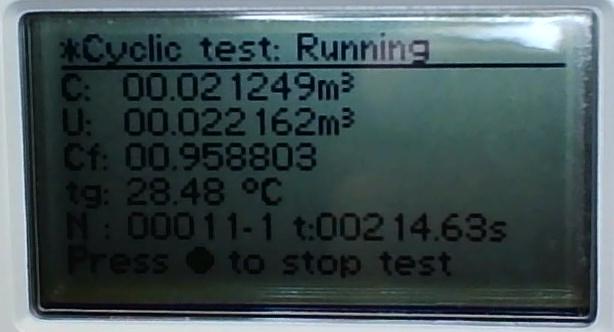 *Cyclic test: Running
C: 00.021249m³
U: 00.022162m³
Cf: 00.958803
tg: 28.48 °C
N : 00011-1 t:00214.63s
Press ● to stop test